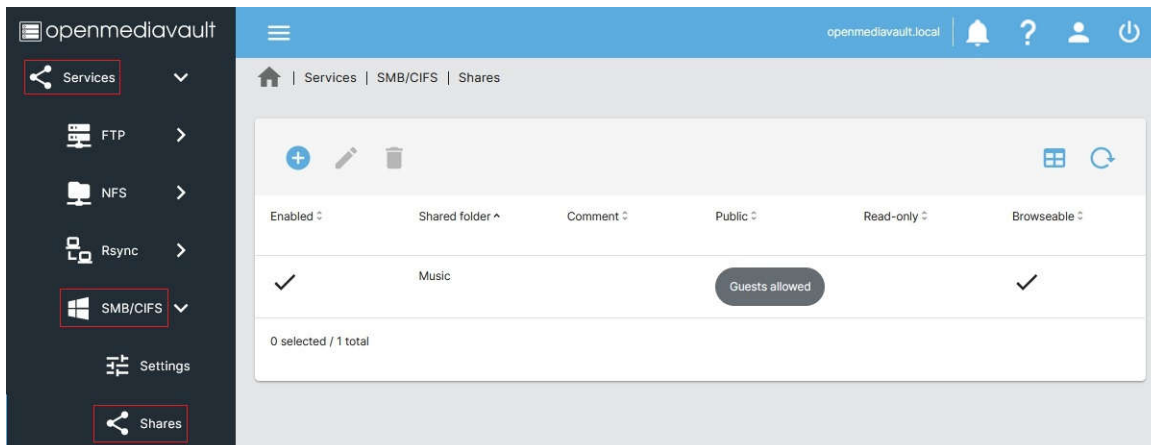 openmediavault
openmediavault.local
Services
| Services | SMB/CIFS | Shares
FTP
NFS
Rsync
SMB/CIFS
Settings
Shares
Enabled Shared folder Comment Public Read-only Browseable
Music Guests allowed
0 selected / 1 total